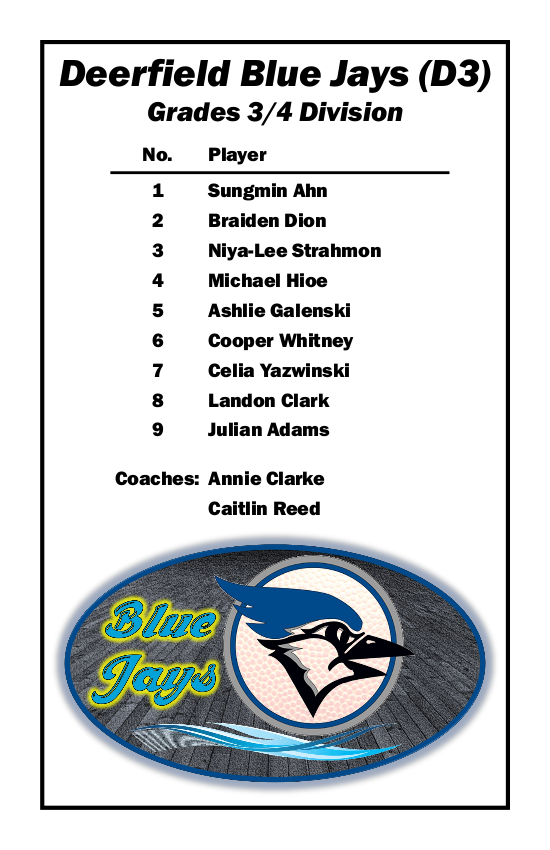 Deerfield Blue Jays (D3)
Grades 3/4 Division
No. Player
1 Sungmin Ahn
2 Braiden Dion
3 Niya-Lee Strahmon
4 Michael Hioe
5 Ashlie Galenski
6 Cooper Whitney
7 Celia Yazwinski
8 Landon Clark
9 Julian Adams
Coaches: Annie Clarke
Caitlin Reed
Blue
Jays